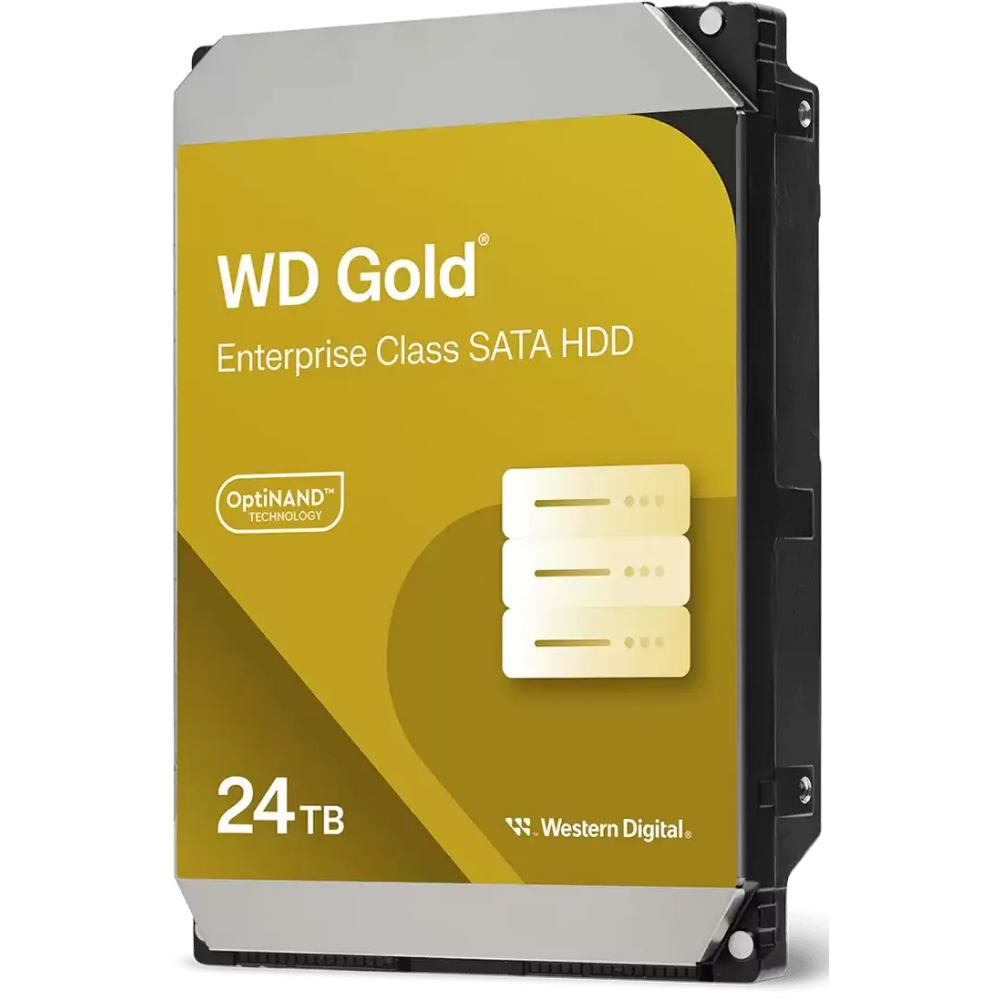 WD Gold®
Enterprise Class SATA HDD
OptiNAND™
TECHNOLOGY
24TB
Western Digital®